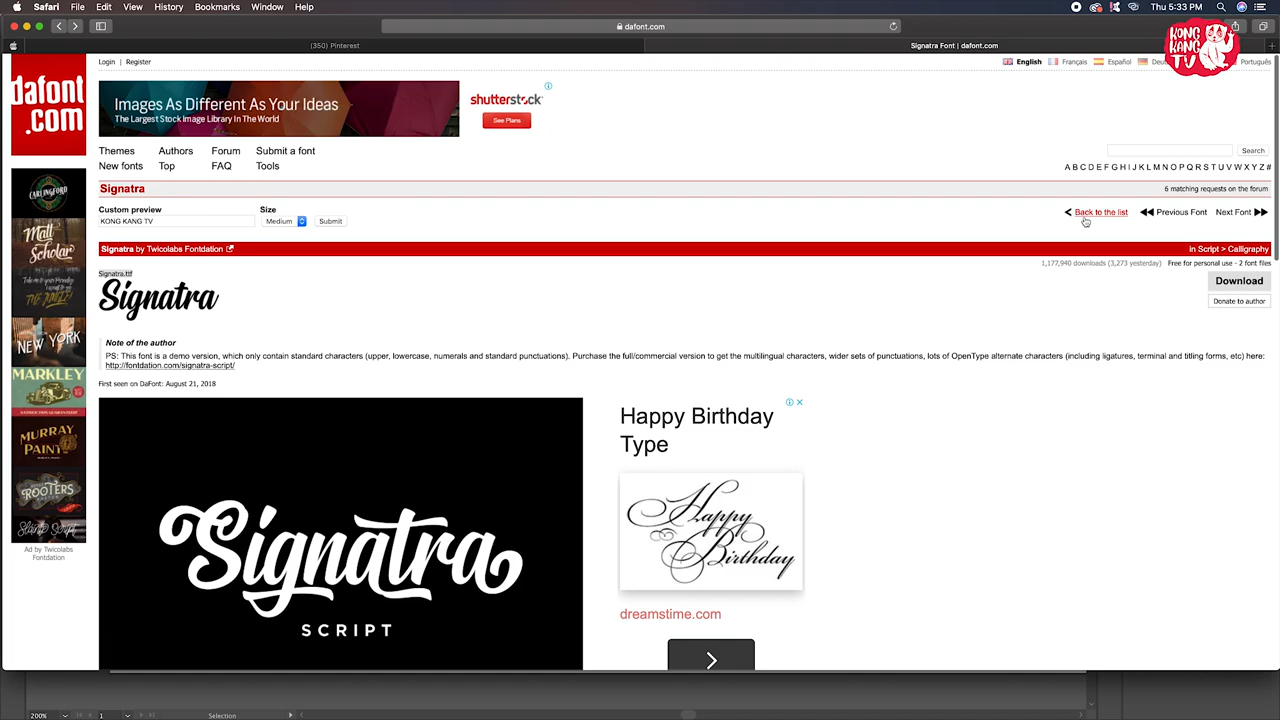 Safari File Edit View History Bookmarks Window Help
Thu 5:33 PM
dafont.com
(350) Pinterest
Signatra Font | dafont.com
KONG
KANG
TV
dafont
.com
Login | Register
English Français Español Português
Images As Different As Your Ideas
The Largest Stock Image Library In The World
shutterstock
See Plans
Themes Authors Forum Submit a font
New fonts Top FAQ Tools
Search
A B C D E F G H I J K L M N O P Q R S T U V W X Y Z #
Signatra
6 matching requests on the forum
Custom preview Size
KONG KANG TV Medium Submit
Back to the list Previous Font Next Font
Signatra by Twicolabs Fontdation
in Script > Calligraphy
1,177,940 downloads (3,273 yesterday) Free for personal use - 2 font files
Signatra.ttf
Signatra
Download
Donate to author
Note of the author
PS: This font is a demo version, which only contain standard characters (upper, lowercase, numerals and standard punctuations). Purchase the full/commercial version to get the multilingual characters, wider sets of punctuations, lots of OpenType alternate characters (including ligatures, terminal and titling forms, etc) here:
http://fontdation.com/signatra-script/
First seen on DaFont: August 21, 2018
CARLINGFORD
Matt
Scholar
THE JUNGLE!
NEW YORK
MARKLEY
MURRAY
PAINT
ROOTERS
Slante Script
Ad by Twicolabs
Fontdation
Signatra
SCRIPT
Happy Birthday
Type
Happy
Birthday
dreamstime.com
200% 1 Selection